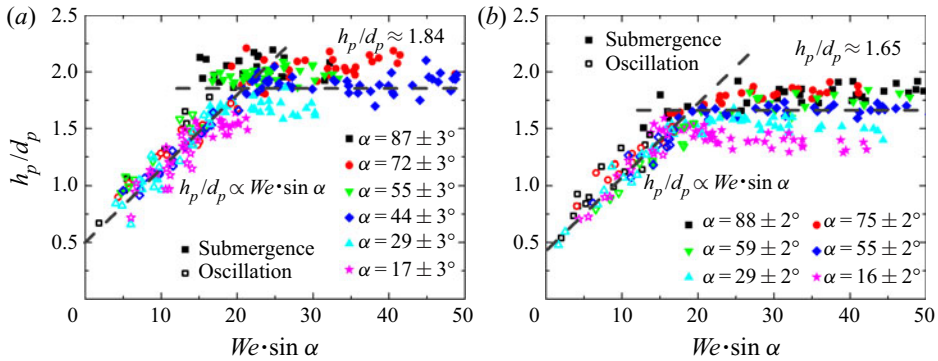 (a)
2.5
2.0
1.5
1.0
0.5
h_p/d_p
h_p/d_p ≈ 1.84
α = 87 ± 3°
α = 72 ± 3°
α = 55 ± 3°
α = 44 ± 3°
α = 29 ± 3°
α = 17 ± 3°
h_p/d_p ∝ We·sin α
Submergence
Oscillation
0 10 20 30 40 50
We·sin α
(b)
2.5
2.0
1.5
1.0
0.5
Submergence
Oscillation
h_p/d_p ≈ 1.65
h_p/d_p ∝ We·sin α
α = 88 ± 2° α = 75 ± 2°
α = 59 ± 2° α = 55 ± 2°
α = 29 ± 2° α = 16 ± 2°
0 10 20 30 40 50
We·sin α